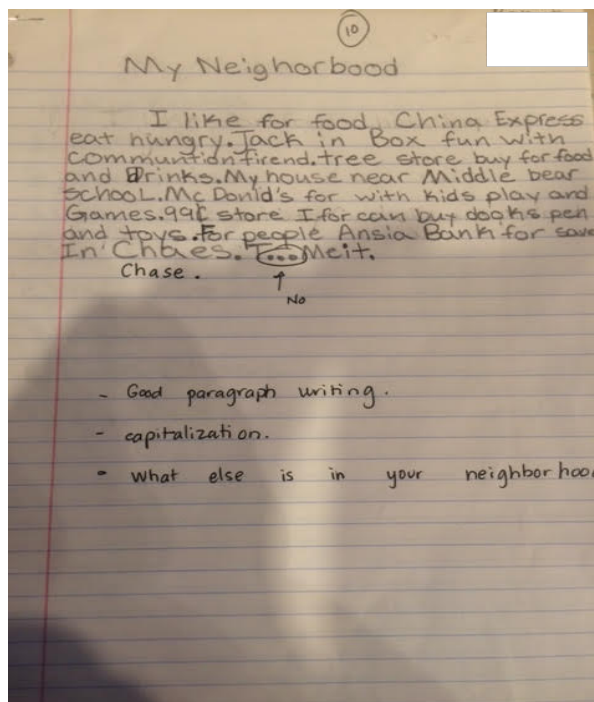 10
My Neighorbood
I like for food China Express
eat hungry. Jack in Box fun with
communtion firend. tree store buy for food
and Drinks. My house near Middle bear
School. Mc Donid's for with kids play and
Games. 99¢ store I for can buy dooks pen
and toys. For people Ansia Bank for save
In Chaes. T... Meit.
Chase.
↑
No
- Good paragraph writing.
- capitalization.
- What else is in your